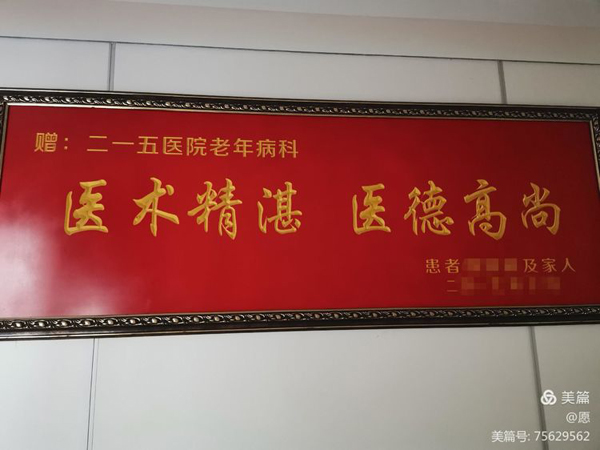 赠：二一五医院老年病科
医术精湛 医德高尚
患者 及家人
二
美篇
@愿
美篇号: 75629562